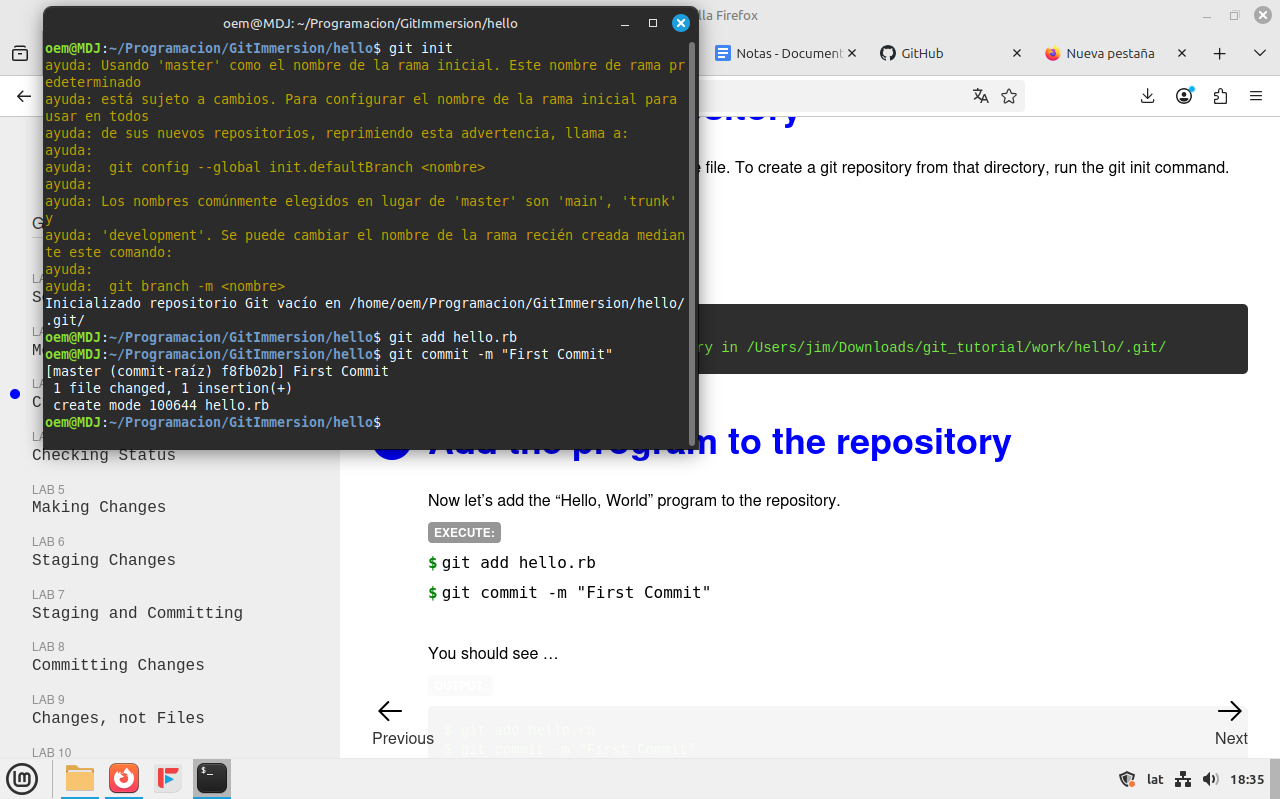 oem@MDJ:~/Programacion/GitImmersion/hello
oem@MDJ:~/Programacion/GitImmersion/hello$ git init
ayuda: Usando 'master' como el nombre de la rama inicial. Este nombre de rama pr
edeterminado
ayuda: está sujeto a cambios. Para configurar el nombre de la rama inicial para
usar en todos
ayuda: de sus nuevos repositorios, reprimiendo esta advertencia, llama a:
ayuda:
ayuda:  git config --global init.defaultBranch <nombre>
ayuda:
ayuda: Los nombres comúnmente elegidos en lugar de 'master' son 'main', 'trunk'
y
ayuda: 'development'. Se puede cambiar el nombre de la rama recién creada median
te este comando:
ayuda:
ayuda:  git branch -m <nombre>
Inicializado repositorio Git vacío en /home/oem/Programacion/GitImmersion/hello/
.git/
oem@MDJ:~/Programacion/GitImmersion/hello$ git add hello.rb
oem@MDJ:~/Programacion/GitImmersion/hello$ git commit -m "First Commit"
[master (commit-raíz) f8fb02b] First Commit
 1 file changed, 1 insertion(+)
 create mode 100644 hello.rb
oem@MDJ:~/Programacion/GitImmersion/hello$
lla Firefox
Notas - Document
GitHub
Nueva pestaña
file. To create a git repository from that directory, run the git init command.
ry in /Users/jim/Downloads/git_tutorial/work/hello/.git/
Add the program to the repository
Now let’s add the “Hello, World” program to the repository.
EXECUTE:
$ git add hello.rb
$ git commit -m "First Commit"
You should see …
OUTPUT:
$ git add hello.rb
$ git commit -m "First Commit"
Checking Status
LAB 5
Making Changes
LAB 6
Staging Changes
LAB 7
Staging and Committing
LAB 8
Committing Changes
LAB 9
Changes, not Files
LAB 10
Previous
Next
lat
18:35